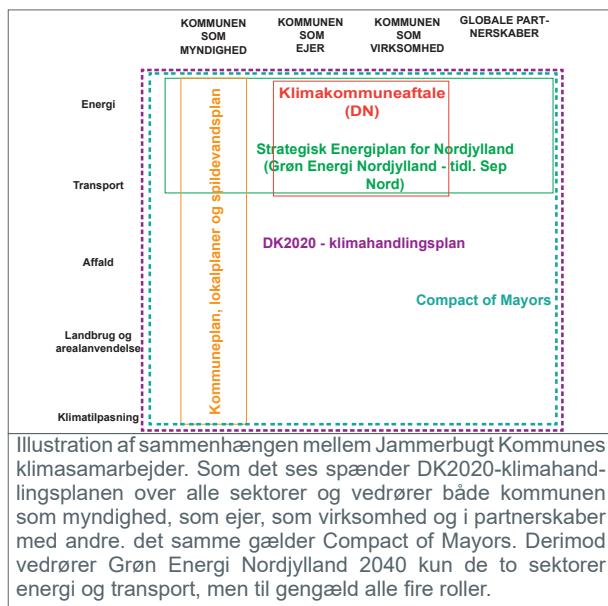 KOMMUNEN SOM MYNDIGHED
KOMMUNEN SOM EJER
KOMMUNEN SOM VIRKSOMHED
GLOBALE PART-
NERSKABER
Energi
Transport
Affald
Landbrug og
arealanvendelse
Klimatilpasning
Kommuneplan, lokalplaner og spildevandsplan
Klimakommuneaftale
(DN)
Strategisk Energiplan for Nordjylland
(Grøn Energi Nordjylland - tidl. Sep
Nord)
DK2020 - klimahandlingsplan
Compact of Mayors
Illustration af sammenhængen mellem Jammerbugt Kommunes
klimasamarbejder. Som det ses spænder DK2020-klimahand-
lingsplanen over alle sektorer og vedrører både kommunen
som myndighed, som ejer, som virksomhed og i partnerskaber
med andre. det samme gælder Compact of Mayors. Derimod
vedrører Grøn Energi Nordjylland 2040 kun de to sektorer
energi og transport, men til gengæld alle fire roller.